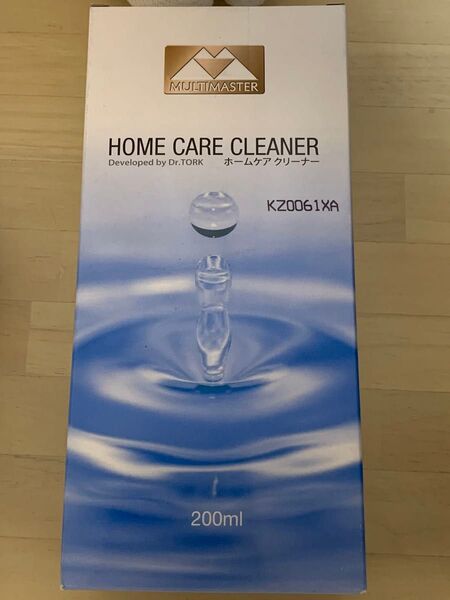 MULTIMASTER
HOME CARE CLEANER
Developed by Dr.TORK ホームケア クリーナー
KZ0061XA
200ml